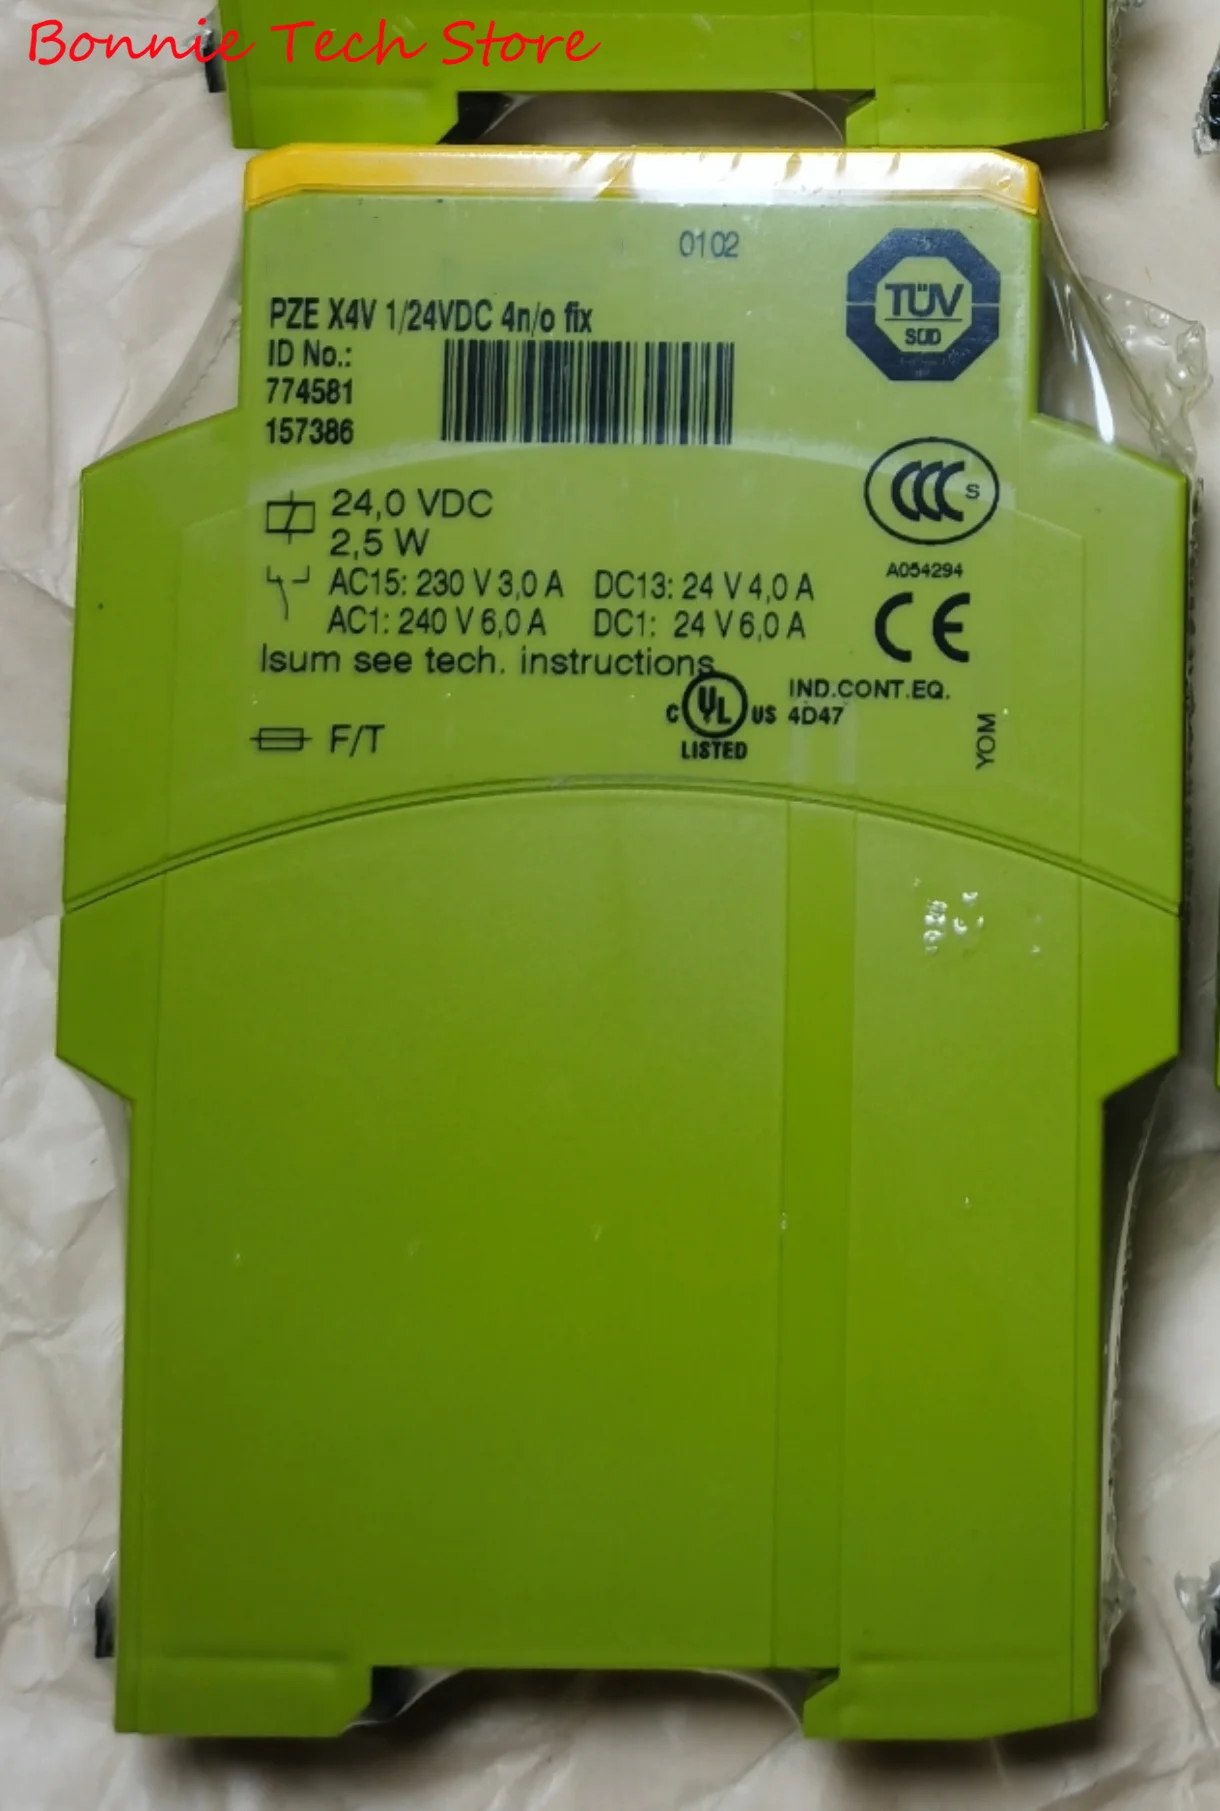 Bonnie Tech Store
0102
TÜV
SÜD
PZE X4V 1/24VDC 4n/o fix
ID No.:
774581
157386
CCC S
A054294
24,0 VDC
2,5 W
AC15: 230 V 3,0 A DC13: 24 V 4,0 A
AC1: 240 V 6,0 A DC1: 24 V 6,0 A
CE
Isum see tech. instructions
C UL US
LISTED
IND.CONT.EQ.
4D47
F/T
YOM